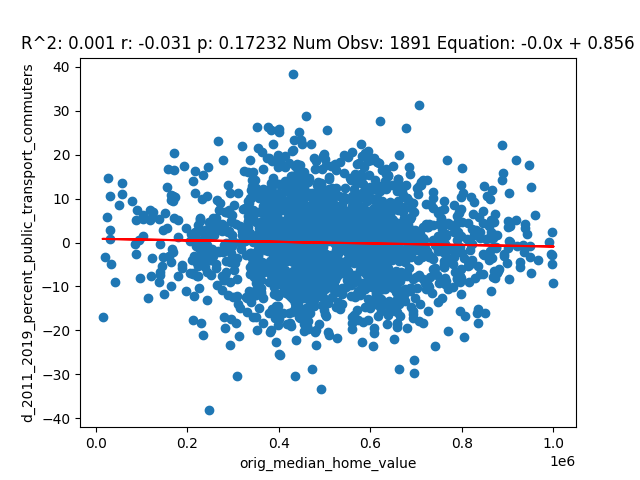 R^2: 0.001 r: -0.031 p: 0.17232 Num Obsv: 1891 Equation: -0.0x + 0.856
d_2011_2019_percent_public_transport_commuters
40
30
20
10
0
−10
−20
−30
−40
0.0 0.2 0.4 0.6 0.8 1.0
1e6
orig_median_home_value